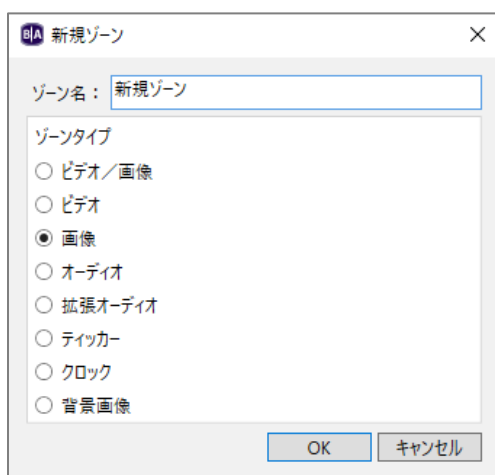 B|A 新規ゾーン
ゾーン名： 新規ゾーン
ゾーンタイプ
ビデオ／画像
ビデオ
画像
オーディオ
拡張オーディオ
ティッカー
クロック
背景画像
OK キャンセル